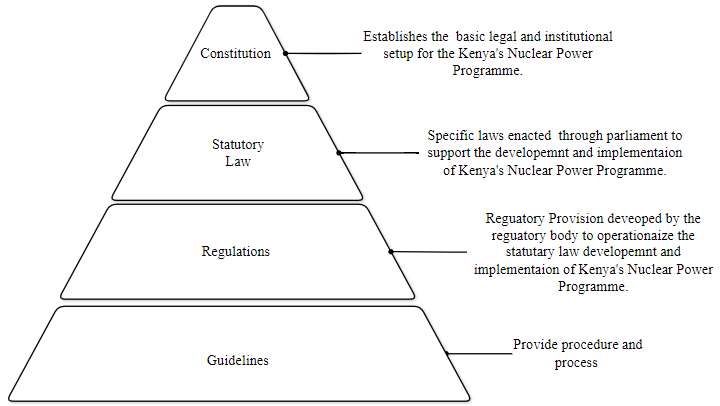 Constitution
Establishes the basic legal and institutional
setup for the Kenya's Nuclear Power
Programme.
Statutory
Law
Specific laws enacted through parliament to
support the developemnt and implementaion
of Kenya's Nuclear Power Programme.
Regulations
Reguatory Provision deveoped by the
reguatory body to operationaize the
statutary law developemnt and
implementaion of Kenya's Nuclear Power
Programme.
Guidelines
Provide procedure and
process